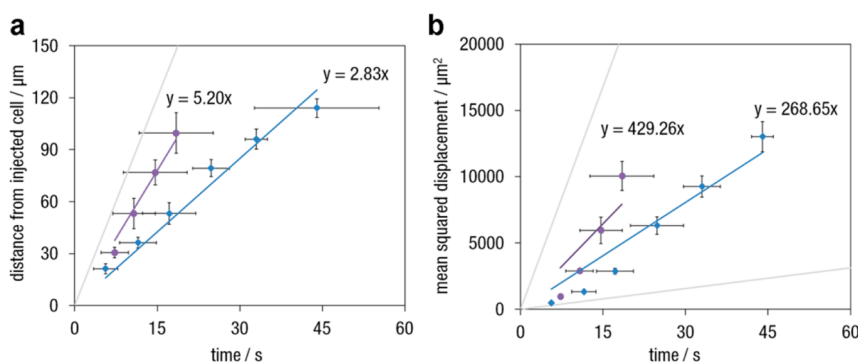 a
150
120
90
60
30
0
distance from injected cell / µm
y = 5.20x
y = 2.83x
0 15 30 45 60
time / s
b
20000
15000
10000
5000
0
mean squared displacement / µm²
y = 429.26x
y = 268.65x
0 15 30 45 60
time / s